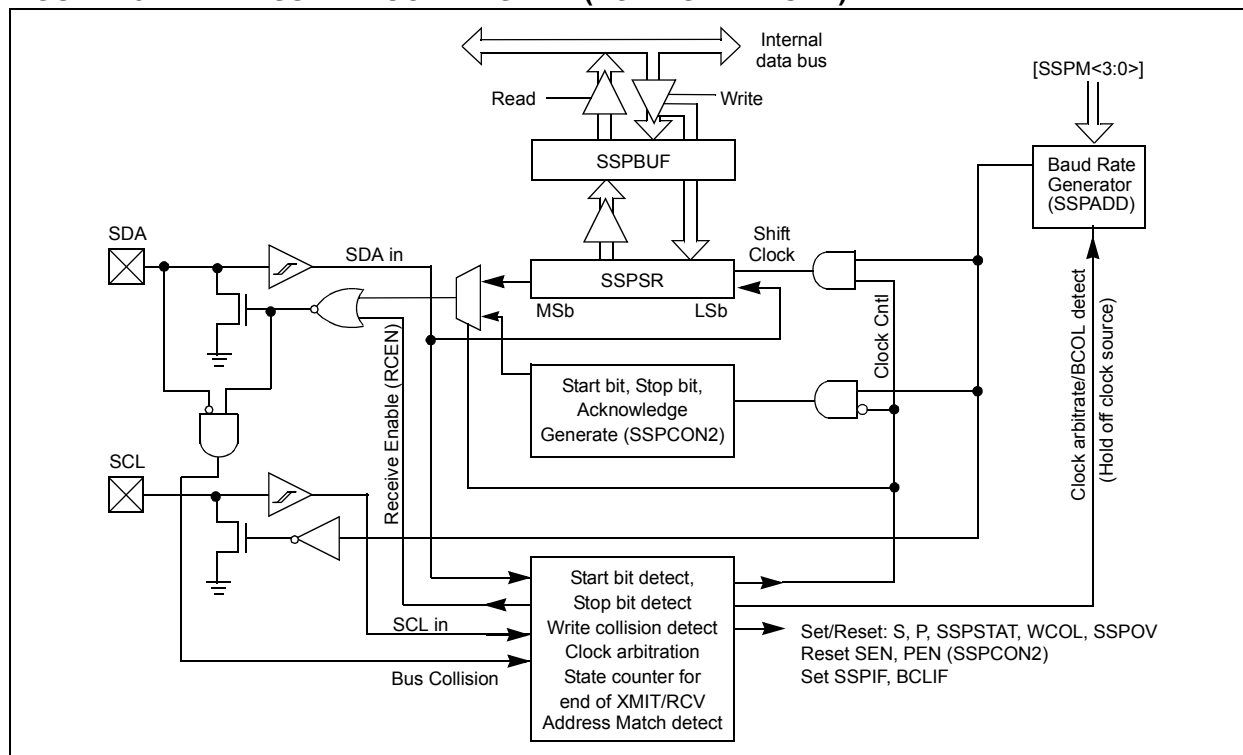 Internal
data bus
[SSPM<3:0>]
Read
Write
SSPBUF
Baud Rate
Generator
(SSPADD)
SDA
SDA in
Shift
Clock
SSPSR
MSb
LSb
Clock Cntl
Clock arbitrate/BCOL detect
(Hold off clock source)
Receive Enable (RCEN)
Start bit, Stop bit,
Acknowledge
Generate (SSPCON2)
SCL
SCL in
Bus Collision
Start bit detect,
Stop bit detect
Write collision detect
Clock arbitration
State counter for
end of XMIT/RCV
Address Match detect
Set/Reset: S, P, SSPSTAT, WCOL, SSPOV
Reset SEN, PEN (SSPCON2)
Set SSPIF, BCLIF